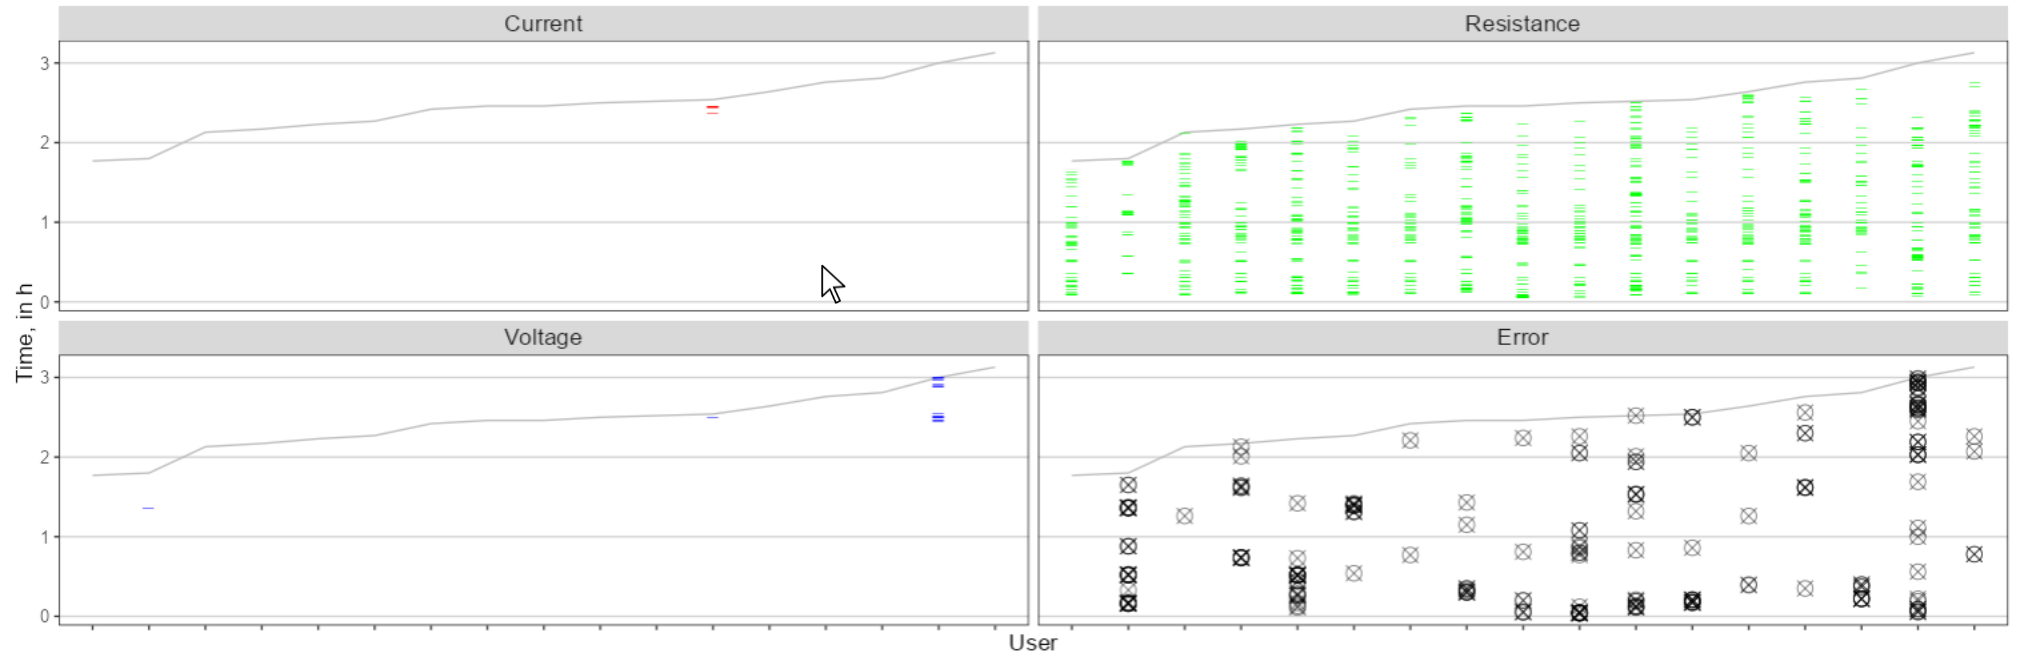 Current
Resistance
3
2
1
0
Time, in h
Voltage
Error
3
2
1
0
User